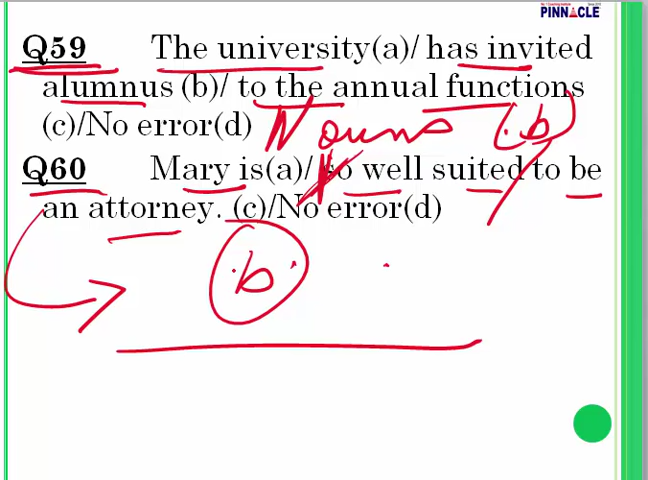 PINNACLE
Q59 The university(a)/ has invited
alumnus (b)/ to the annual functions
(c)/No error(d) Nouns (b)
Q60 Mary is(a)/ so well suited to be
an attorney. (c)/No error(d)
b